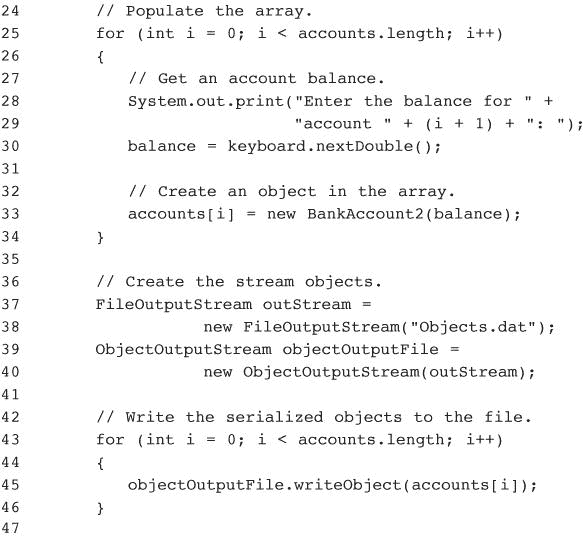 24 // Populate the array.
25 for (int i = 0; i < accounts.length; i++)
26 {
27 // Get an account balance.
28 System.out.print("Enter the balance for " +
29 "account " + (i + 1) + ": ");
30 balance = keyboard.nextDouble();
31
32 // Create an object in the array.
33 accounts[i] = new BankAccount2(balance);
34 }
35
36 // Create the stream objects.
37 FileOutputStream outStream =
38 new FileOutputStream("Objects.dat");
39 ObjectOutputStream objectOutputFile =
40 new ObjectOutputStream(outStream);
41
42 // Write the serialized objects to the file.
43 for (int i = 0; i < accounts.length; i++)
44 {
45 objectOutputFile.writeObject(accounts[i]);
46 }
47